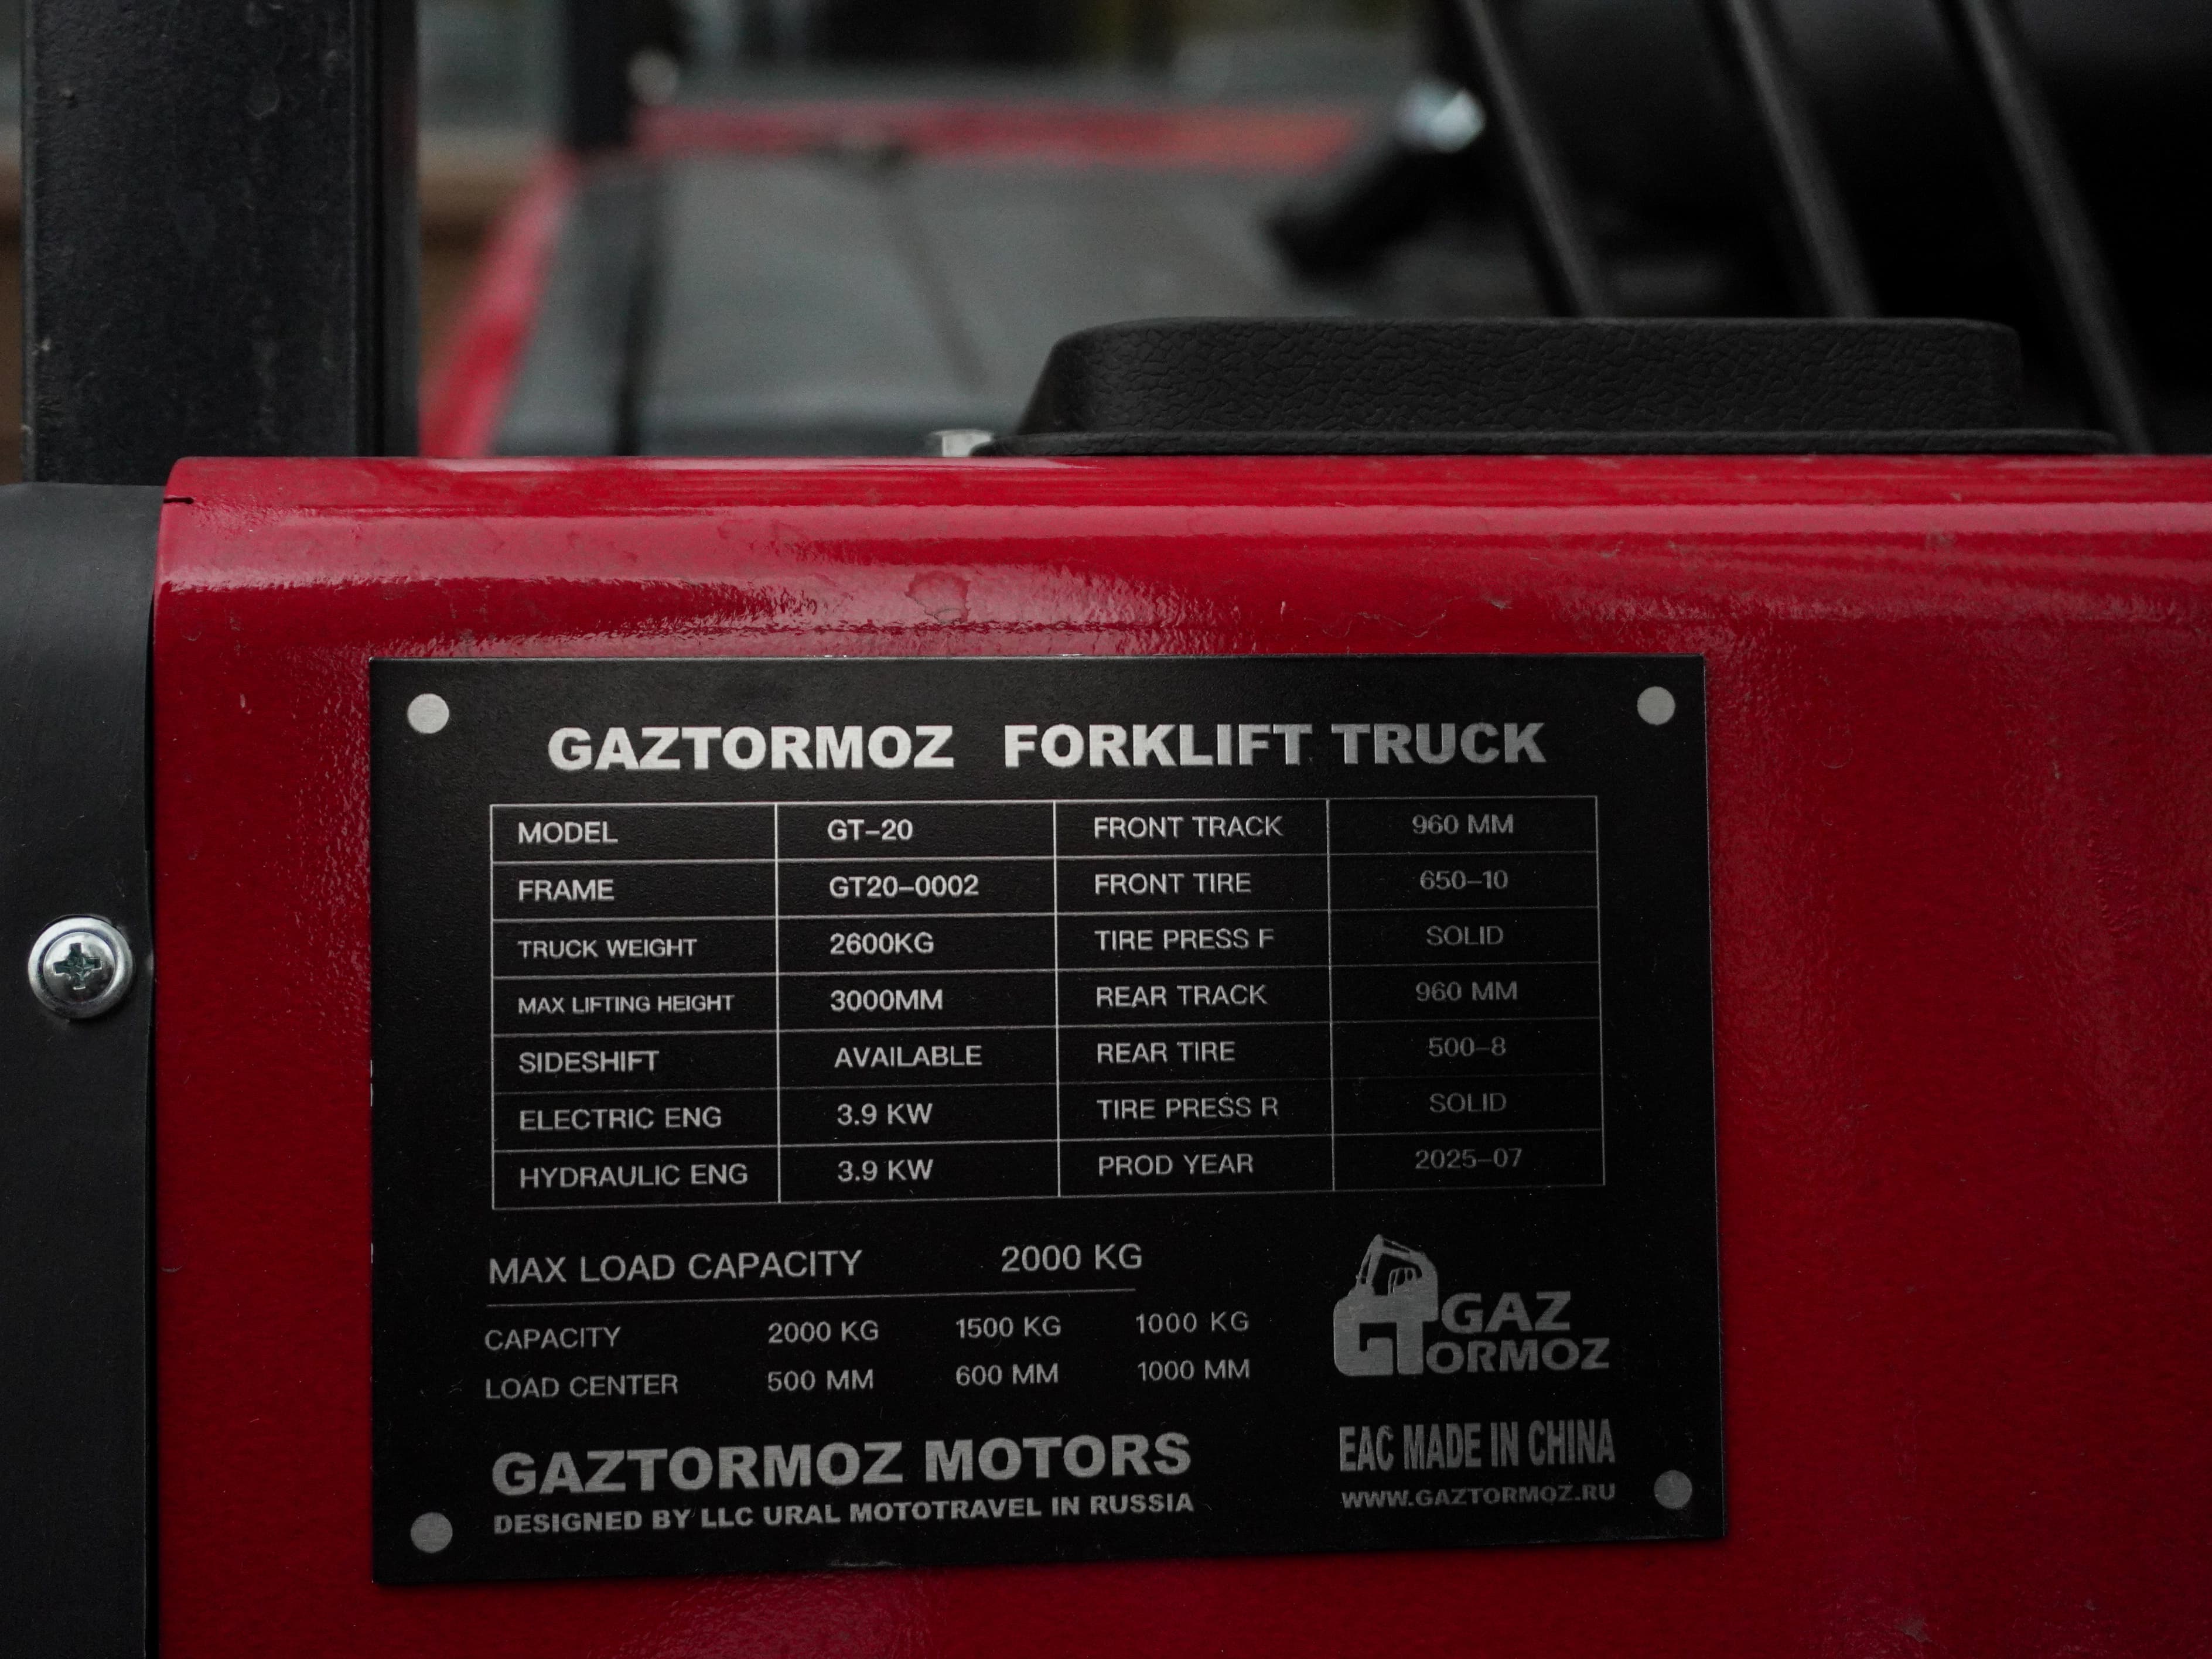 GAZTORMOZ FORKLIFT TRUCK
MODEL GT-20 FRONT TRACK 960 MM
FRAME GT20-0002 FRONT TIRE 650-10
TRUCK WEIGHT 2600KG TIRE PRESS F SOLID
MAX LIFTING HEIGHT 3000MM REAR TRACK 960 MM
SIDESHIFT AVAILABLE REAR TIRE 500-8
ELECTRIC ENG 3.9 KW TIRE PRESS R SOLID
HYDRAULIC ENG 3.9 KW PROD YEAR 2025-07
MAX LOAD CAPACITY 2000 KG
CAPACITY 2000 KG 1500 KG 1000 KG
LOAD CENTER 500 MM 600 MM 1000 MM
GT GAZ
ORMOZ
GAZTORMOZ MOTORS
DESIGNED BY LLC URAL MOTOTRAVEL IN RUSSIA
EAC MADE IN CHINA
WWW.GAZTORMOZ.RU